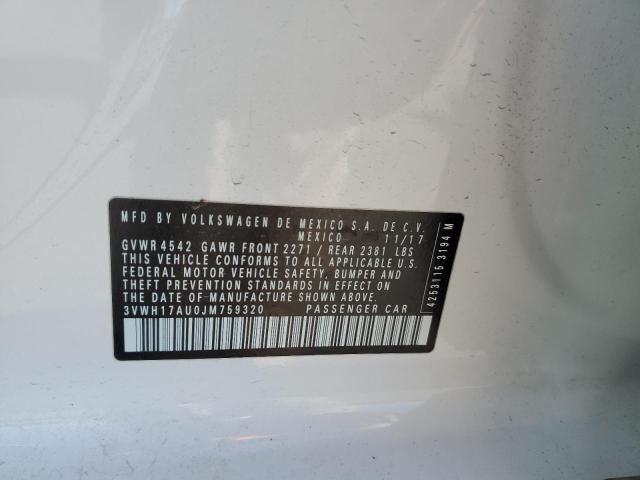 MFD BY VOLKSWAGEN DE MEXICO S.A. DE C.V.
MEXICO 11/17
GVWR 4542 GAWR FRONT 2271 / REAR 2381 LBS
THIS VEHICLE CONFORMS TO ALL APPLICABLE U.S.
FEDERAL MOTOR VEHICLE SAFETY, BUMPER AND
THEFT PREVENTION STANDARDS IN EFFECT ON
THE DATE OF MANUFACTURE SHOWN ABOVE.
3VWH17AU0JM759320 PASSENGER CAR
4253115 3194 M